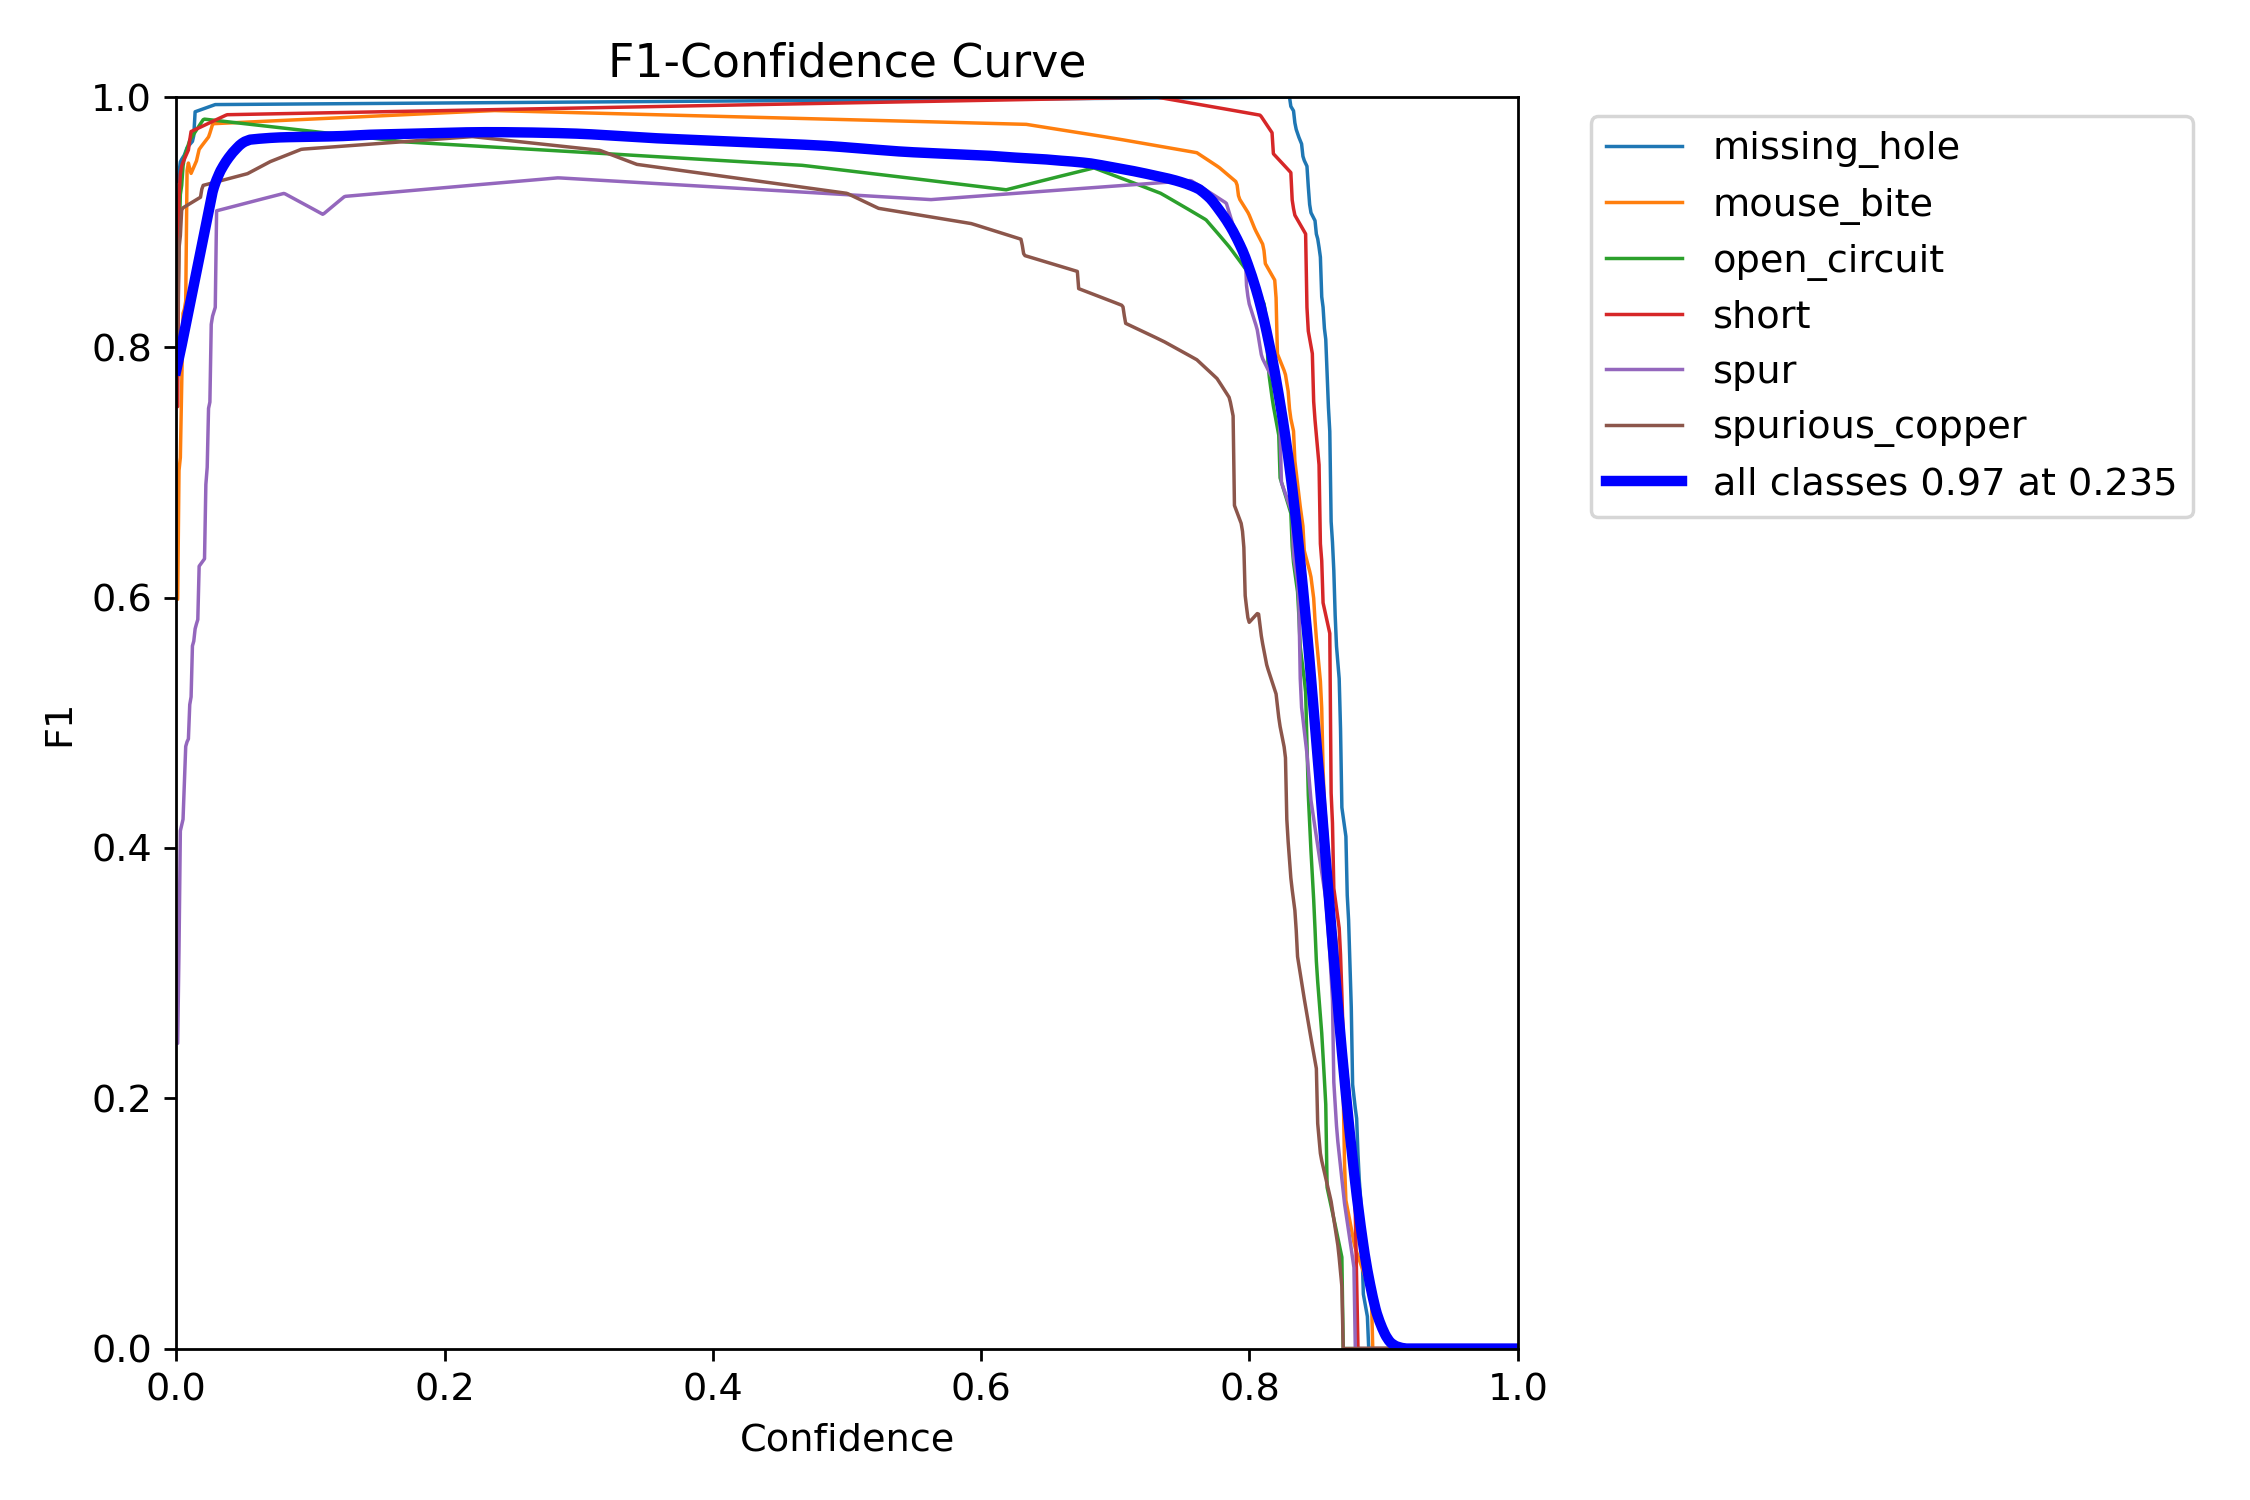 F1-Confidence Curve
1.0
0.8
0.6
0.4
0.2
0.0
F1
0.0 0.2 0.4 0.6 0.8 1.0
Confidence
missing_hole
mouse_bite
open_circuit
short
spur
spurious_copper
all classes 0.97 at 0.235